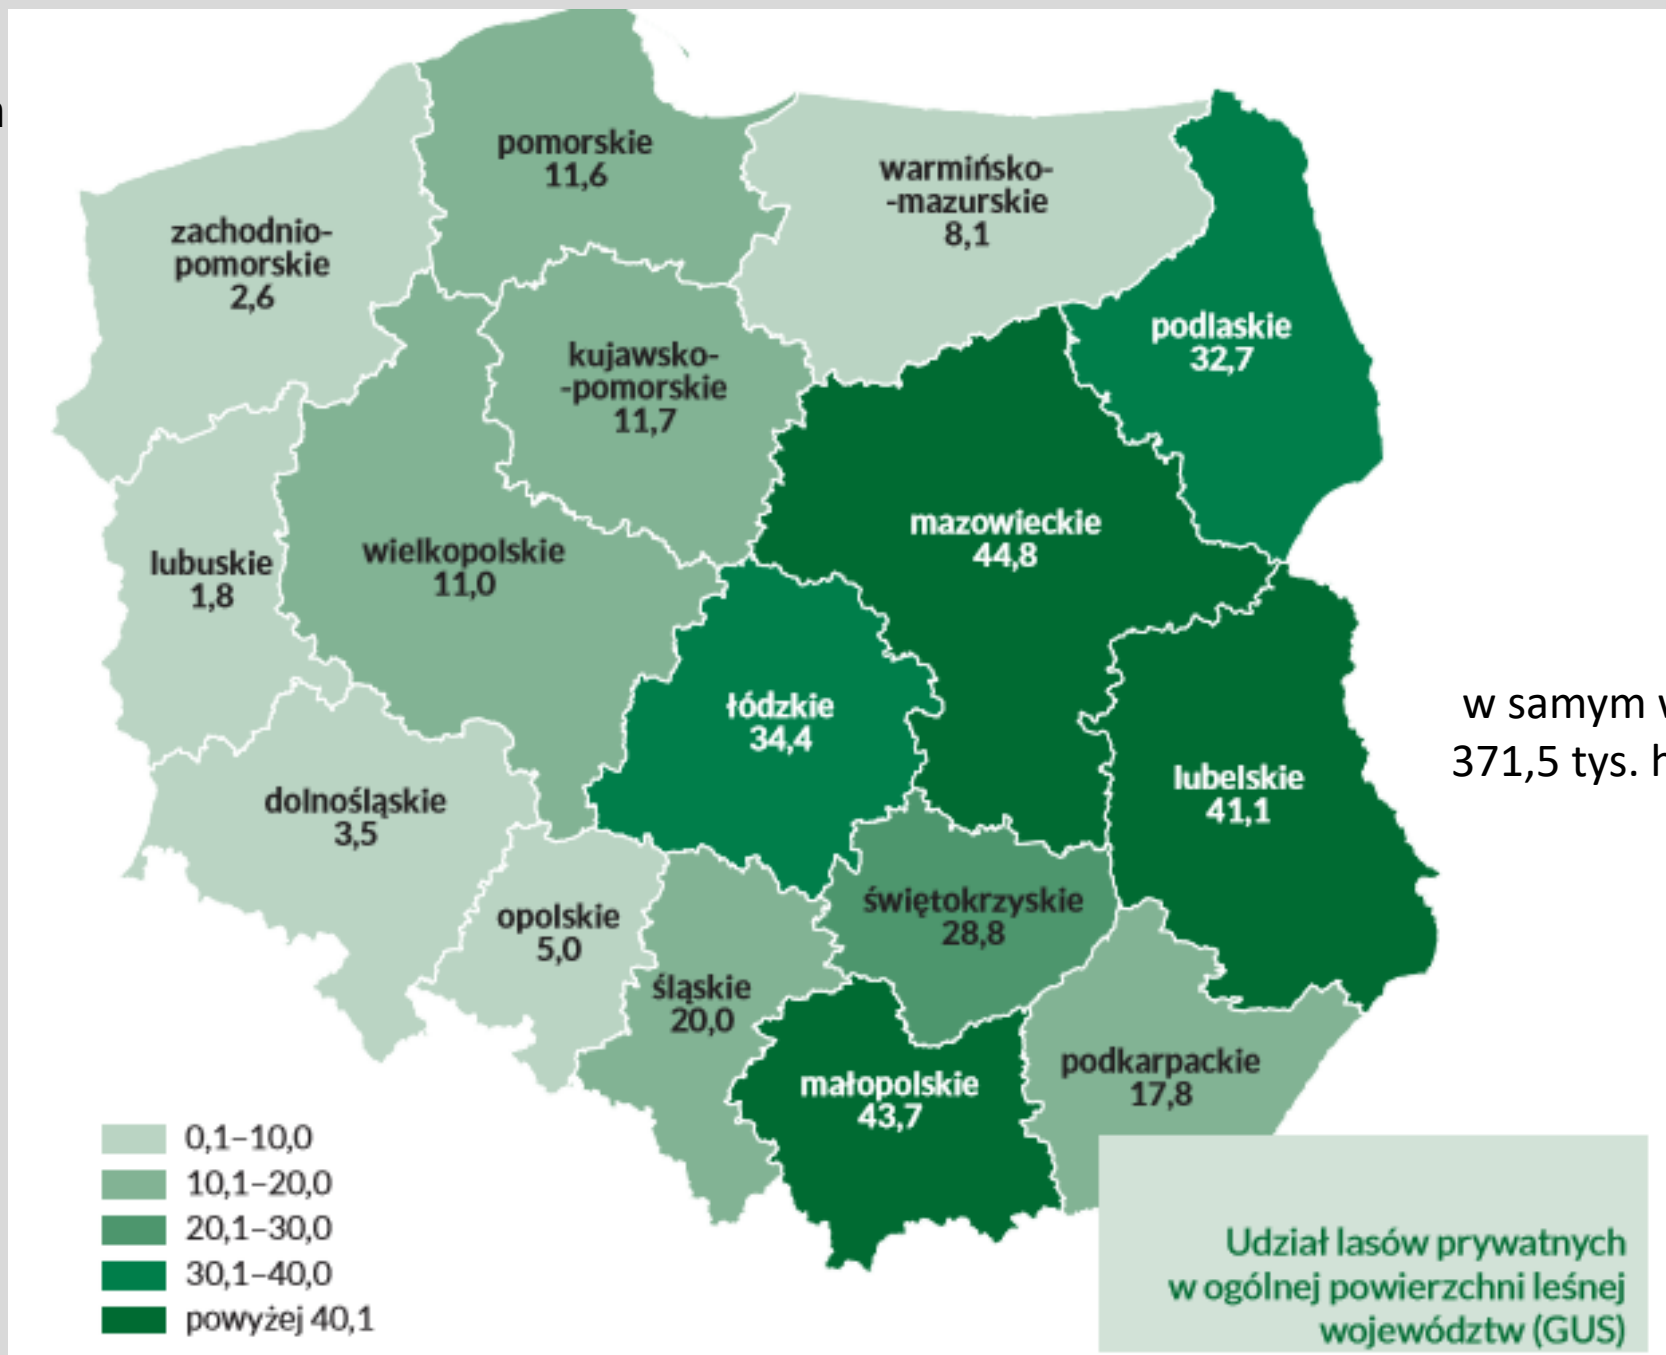 pomorskie
11,6
warmińsko-
-mazurskie
8,1
zachodnio-
pomorskie
2,6
podlaskie
32,7
kujawsko-
-pomorskie
11,7
mazowieckie
44,8
wielkopolskie
11,0
lubuskie
1,8
łódzkie
34,4
w samym
371,5 tys.
lubelskie
41,1
dolnośląskie
3,5
świętokrzyskie
28,8
opolskie
5,0
śląskie
20,0
podkarpackie
17,8
małopolskie
43,7
0,1–10,0
10,1–20,0
20,1–30,0
30,1–40,0
powyżej 40,1
Udział lasów prywatnych
w ogólnej powierzchni leśnej
województw (GUS)